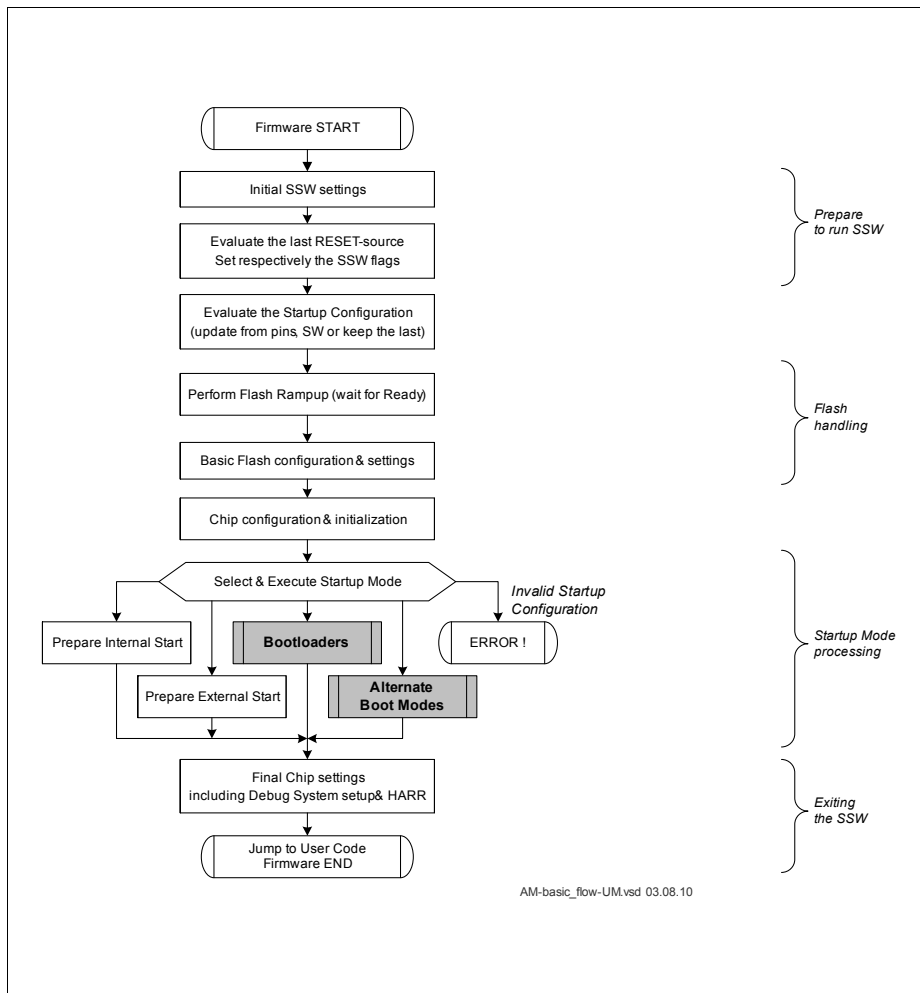 Firmware START
Initial SSW settings
Prepare
to run SSW
Evaluate the last RESET-source
Set respectively the SSW flags
Evaluate the Startup Configuration
(update from pins, SW or keep the last)
Perform Flash Rampup (wait for Ready)
Flash
handling
Basic Flash configuration & settings
Chip configuration & initialization
Select & Execute Startup Mode
Invalid Startup
Configuration
Prepare Internal Start
Bootloaders
ERROR !
Startup Mode
processing
Prepare External Start
Alternate
Boot Modes
Final Chip settings
including Debug System setup& HARR
Exiting
the SSW
Jump to User Code
Firmware END
AM-basic_flow-UM.vsd 03.08.10